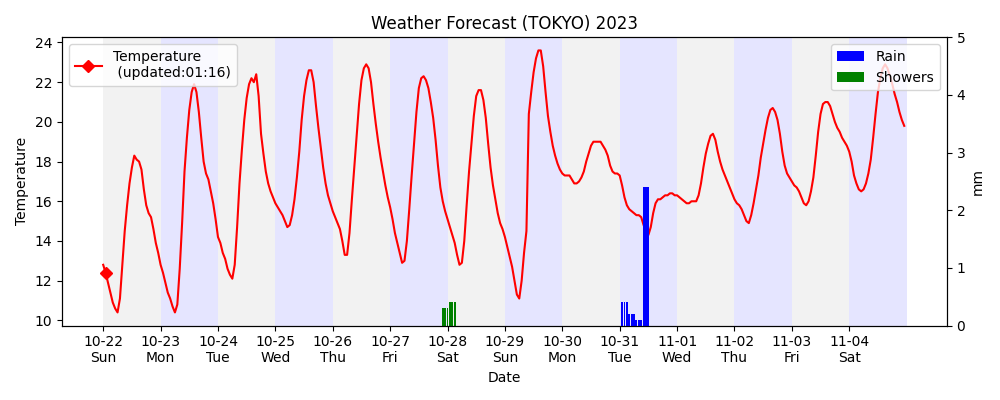 Weather Forecast (TOKYO) 2023
Temperature
(updated:01:16)
Rain
Showers
24
22
20
18
16
14
12
10
Temperature
5
4
3
2
1
0
mm
10-22 10-23 10-24 10-25 10-26 10-27 10-28 10-29 10-30 10-31 11-01 11-02 11-03 11-04
Sun Mon Tue Wed Thu Fri Sat Sun Mon Tue Wed Thu Fri Sat
Date